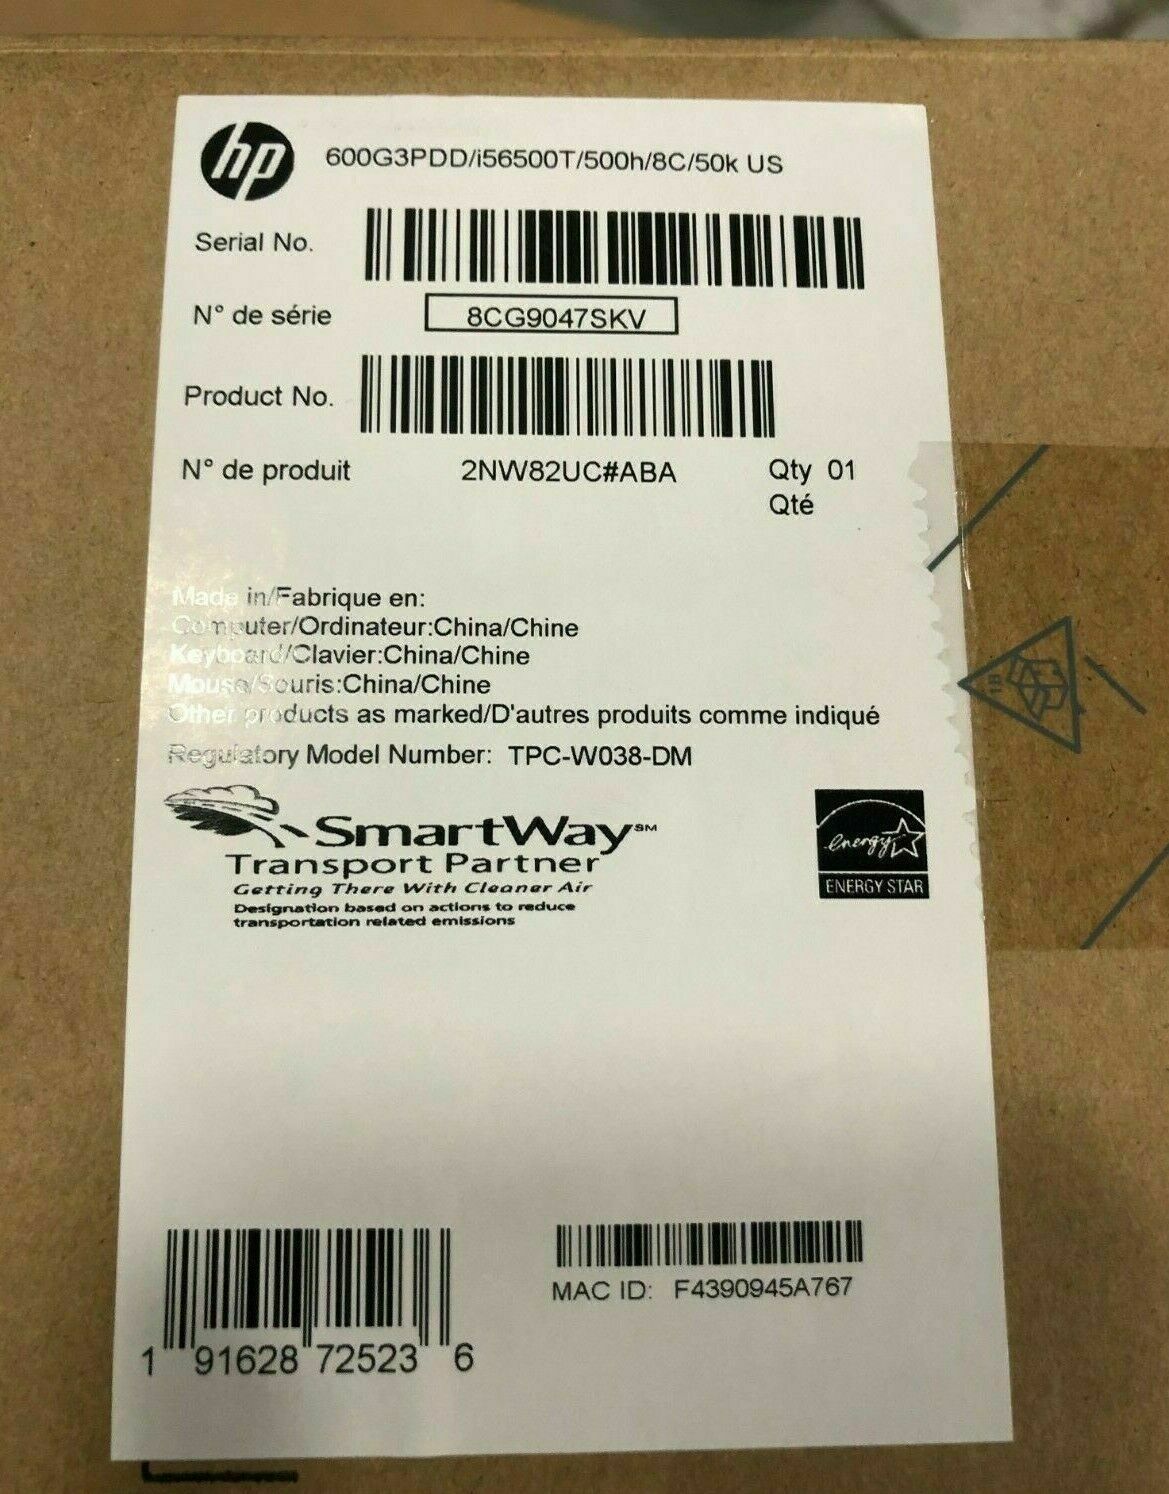 hp
600G3PDD/i56500T/500h/8C/50k US
Serial No.
N° de série
8CG9047SKV
Product No.
N° de produit
2NW82UC#ABA
Qty 01
Qté
Made in/Fabrique en:
Computer/Ordinateur:China/Chine
Keyboard/Clavier:China/Chine
Mouse/Souris:China/Chine
Other products as marked/D'autres produits comme indiqué
Regulatory Model Number: TPC-W038-DM
SmartWay℠
Transport Partner
Getting There With Cleaner Air
Designation based on actions to reduce
transportation related emissions
energy
ENERGY STAR
1B
MAC ID: F4390945A767
1 91628 72523 6